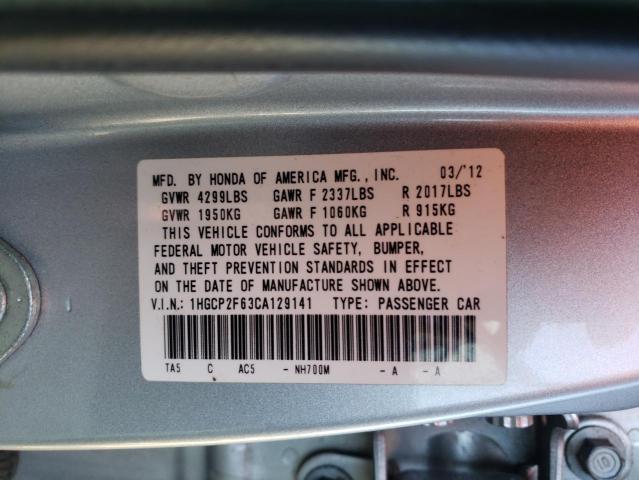 MFD. BY HONDA OF AMERICA MFG., INC. 03/'12
GVWR 4299LBS GAWR F 2337LBS R 2017LBS
GVWR 1950KG GAWR F 1060KG R 915KG
THIS VEHICLE CONFORMS TO ALL APPLICABLE
FEDERAL MOTOR VEHICLE SAFETY, BUMPER,
AND THEFT PREVENTION STANDARDS IN EFFECT
ON THE DATE OF MANUFACTURE SHOWN ABOVE.
V.I.N.: 1HGCP2F63CA129141 TYPE: PASSENGER CAR
TA5 C AC5 - NH700M - A - A